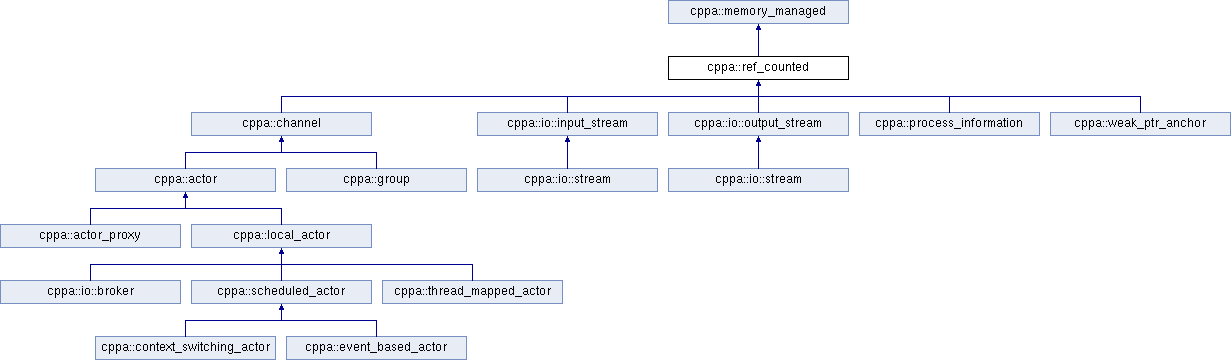 cppa::memory_managed
cppa::ref_counted
cppa::channel
cppa::io::input_stream
cppa::io::output_stream
cppa::process_information
cppa::weak_ptr_anchor
cppa::actor
cppa::group
cppa::io::stream
cppa::io::stream
cppa::actor_proxy
cppa::local_actor
cppa::io::broker
cppa::scheduled_actor
cppa::thread_mapped_actor
cppa::context_switching_actor
cppa::event_based_actor